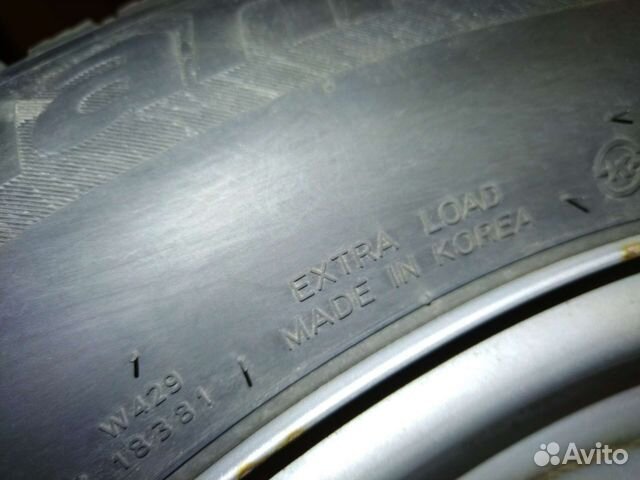 EXTRA LOAD
MADE IN KOREA
W429
18381
Avito